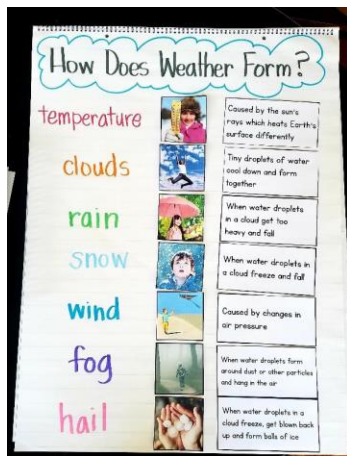 How Does Weather Form?
temperature
Caused by the sun's
rays which heats Earth's
surface differently
clouds
Tiny droplets of water
cool down and form
together
rain
When water droplets
in a cloud get too
heavy and fall
snow
When water droplets in
a cloud freeze and fall
wind
Caused by changes in
air pressure
fog
When water droplets form
around dust or other particles
and hang in the air
hail
When water droplets in a
cloud freeze, get blown back
up and form balls of ice